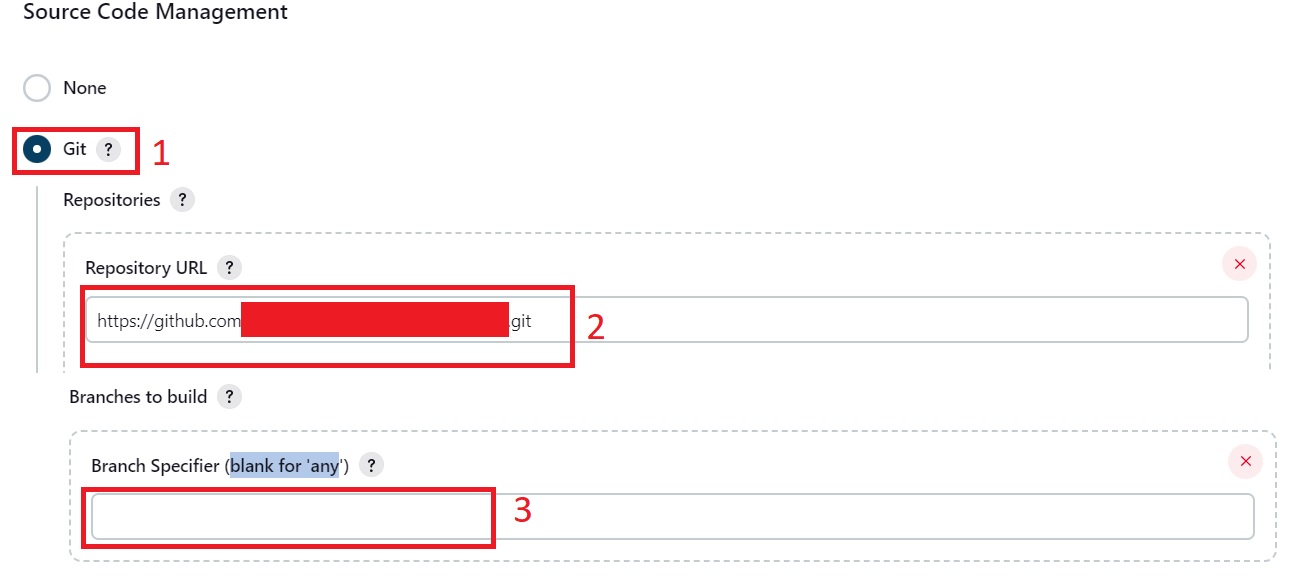 Source Code Management
None
Git ? 1
Repositories ?
Repository URL ?
https://github.com .git 2
Branches to build ?
Branch Specifier (blank for 'any') ?
3